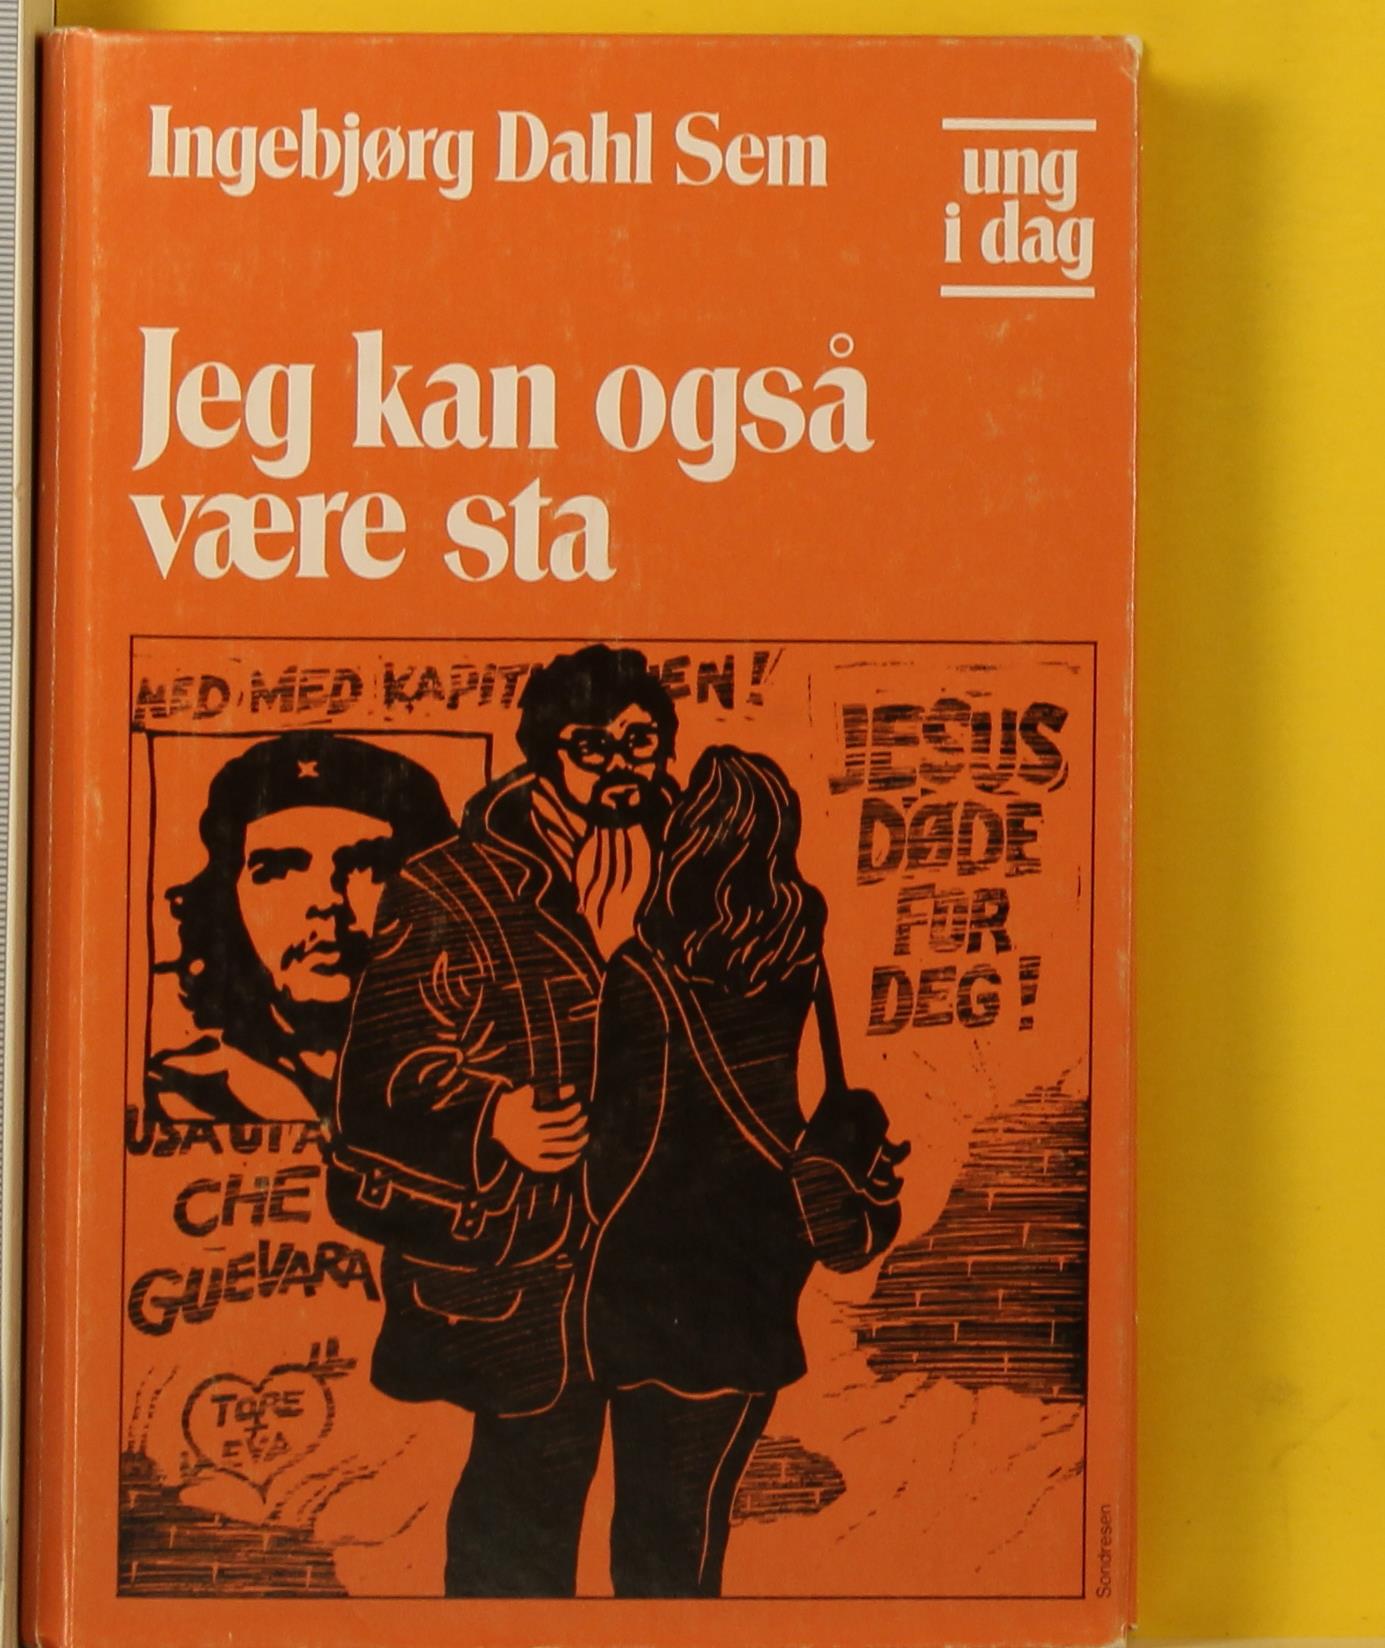 Ingebjørg Dahl Sem
ung
i dag
Jeg kan også
være sta
NED MED KAPIT EN!
JESUS
DØDE
FOR
DEG!
USA UT A
CHE
GUEVARA
TORE
+
EVA
Sondresen